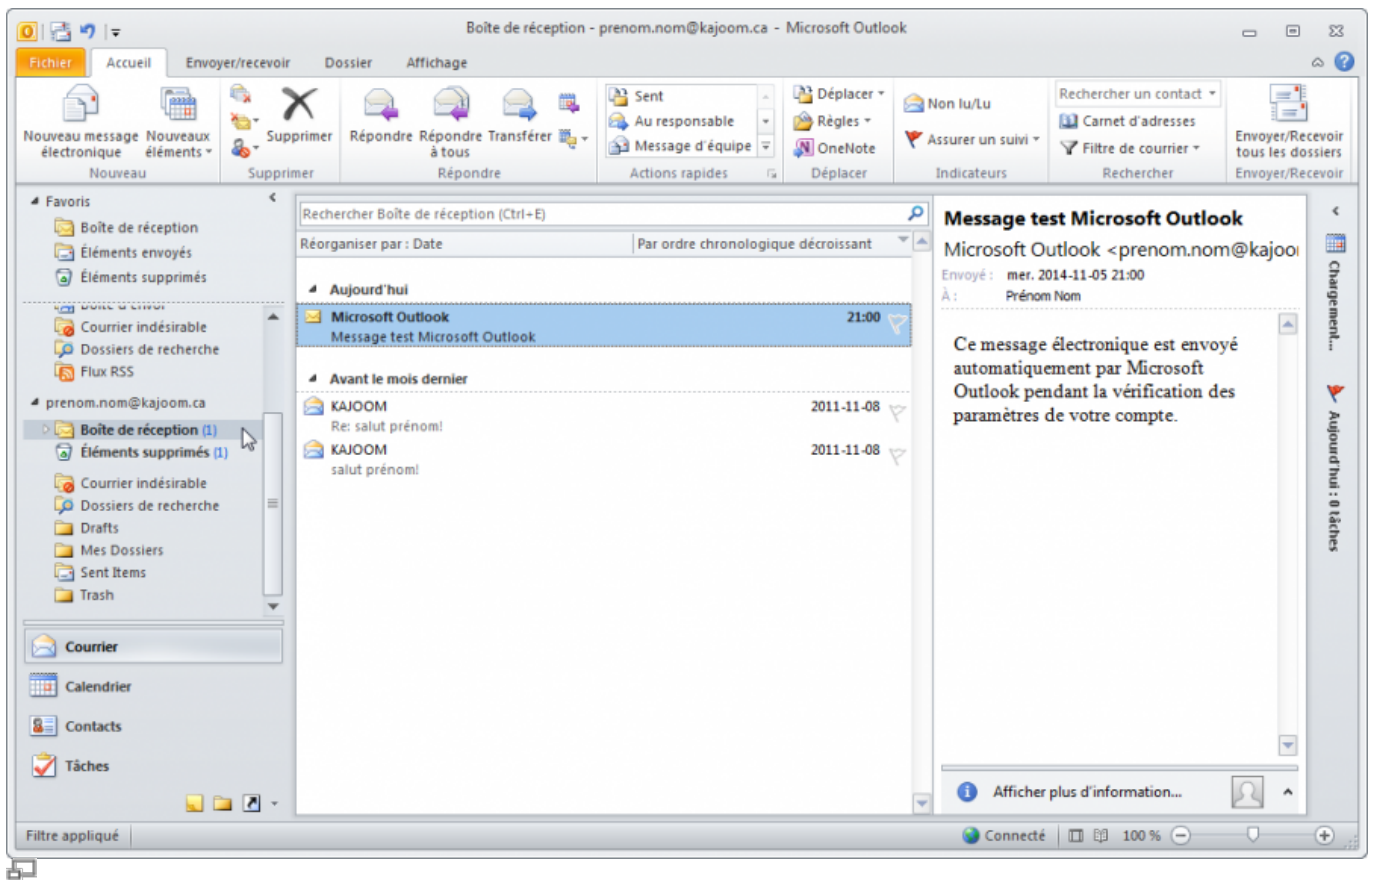 Boîte de réception - prenom.nom@kajoom.ca - Microsoft Outlook
Fichier Accueil Envoyer/recevoir Dossier Affichage
Nouveau message électronique
Nouveaux éléments
Nouveau
Supprimer
Supprimer
Répondre
Répondre à tous
Transférer
Répondre
Sent
Au responsable
Message d'équipe
Actions rapides
Déplacer
Règles
OneNote
Déplacer
Non lu/Lu
Assurer un suivi
Indicateurs
Rechercher un contact
Carnet d'adresses
Filtre de courrier
Rechercher
Envoyer/Recevoir
tous les dossiers
Envoyer/Recevoir
Favoris
Boîte de réception
Éléments envoyés
Éléments supprimés
Boîte d'envoi
Courrier indésirable
Dossiers de recherche
Flux RSS
prenom.nom@kajoom.ca
Boîte de réception (1)
Éléments supprimés (1)
Courrier indésirable
Dossiers de recherche
Drafts
Mes Dossiers
Sent Items
Trash
Courrier
Calendrier
Contacts
Tâches
Rechercher Boîte de réception (Ctrl+E)
Réorganiser par : Date Par ordre chronologique décroissant
Aujourd'hui
Microsoft Outlook 21:00
Message test Microsoft Outlook
Avant le mois dernier
KAJOOM 2011-11-08
Re: salut prénom!
KAJOOM 2011-11-08
salut prénom!
Message test Microsoft Outlook
Microsoft Outlook <prenom.nom@kajoo
Envoyé : mer. 2014-11-05 21:00
À : Prénom Nom
Ce message électronique est envoyé
automatiquement par Microsoft
Outlook pendant la vérification des
paramètres de votre compte.
Afficher plus d'information...
Chargement...
Aujourd'hui : 0 tâches
Filtre appliqué
Connecté
100 %